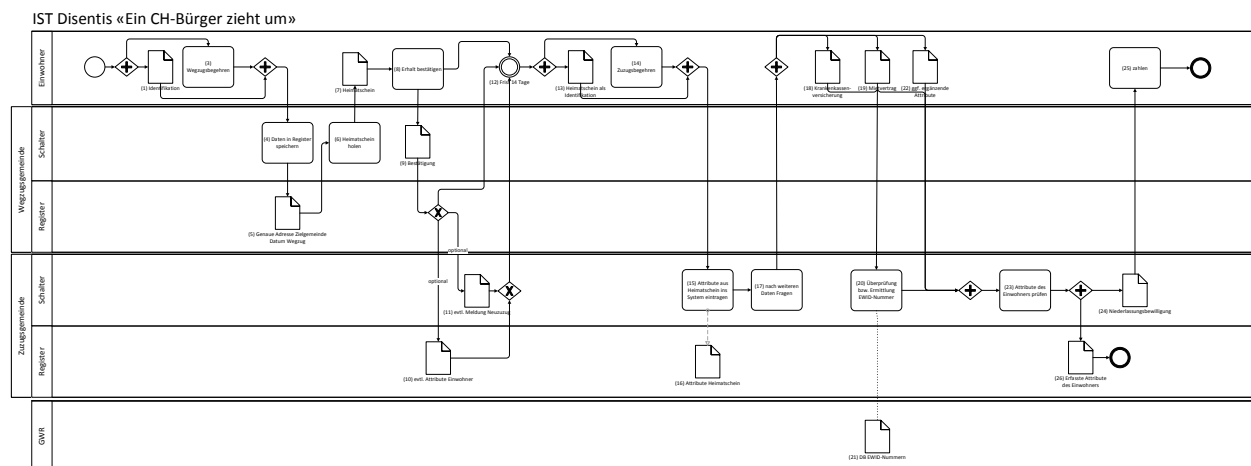 IST Disentis «Ein CH-Bürger zieht um»
Einwohner
(1) Identifikation
(3)
Wegzugsbegehren
(7) Heimatschein
(8) Erhalt bestätigen
(12) Frist 14 Tage
(13) Heimatschein als
Identifikation
(14)
Zuzugsbegehren
(18) Krankenkassen-
versicherung
(19) Mietvertrag
(22) ggf. ergänzende
Attribute
(25) zahlen
Wegzugsgemeinde
Schalter
(4) Daten in Register
speichern
(6) Heimatschein
holen
(9) Bestätigung
Register
(5) Genaue Adresse Zielgemeinde
Datum Wegzug
X
optional
optional
Zuzugsgemeinde
Schalter
(11) evtl. Meldung Neuzuzug
X
(15) Attribute aus
Heimatschein ins
System eintragen
(17) nach weiteren
Daten Fragen
(20) Überprüfung
bzw. Ermittlung
EWID-Nummer
(23) Attribute des
Einwohners prüfen
(24) Niederlassungsbewilligung
Register
(10) evtl. Attribute Einwohner
(16) Attribute Heimatschein
(26) Erfasste Attribute
des Einwohners
GWR
(21) DB EWID-Nummern